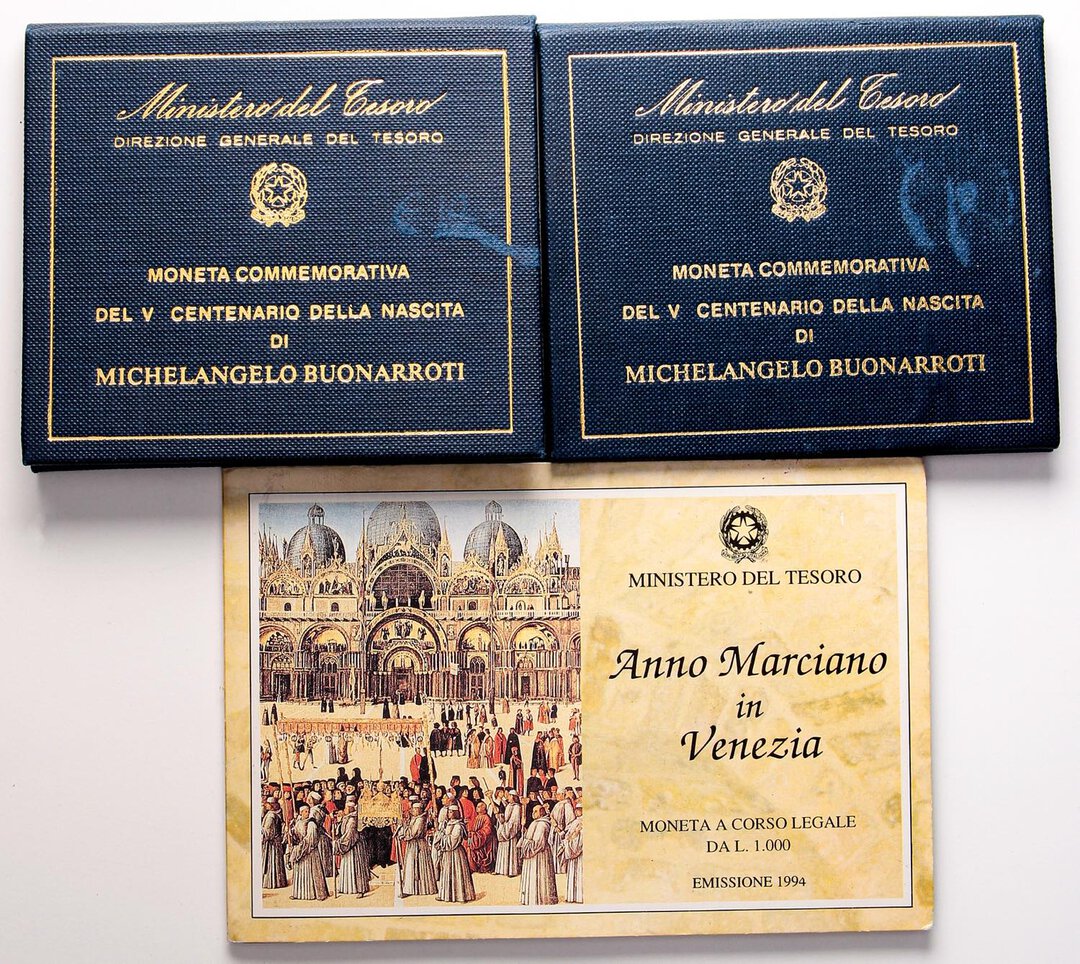 Ministero del Tesoro
DIREZIONE GENERALE DEL TESORO
MONETA COMMEMORATIVA
DEL V CENTENARIO DELLA NASCITA
DI
MICHELANGELO BUONARROTI
Ministero del Tesoro
DIREZIONE GENERALE DEL TESORO
MONETA COMMEMORATIVA
DEL V CENTENARIO DELLA NASCITA
DI
MICHELANGELO BUONARROTI
MINISTERO DEL TESORO
Anno Marciano
in
Venezia
MONETA A CORSO LEGALE
DA L. 1.000
EMISSIONE 1994